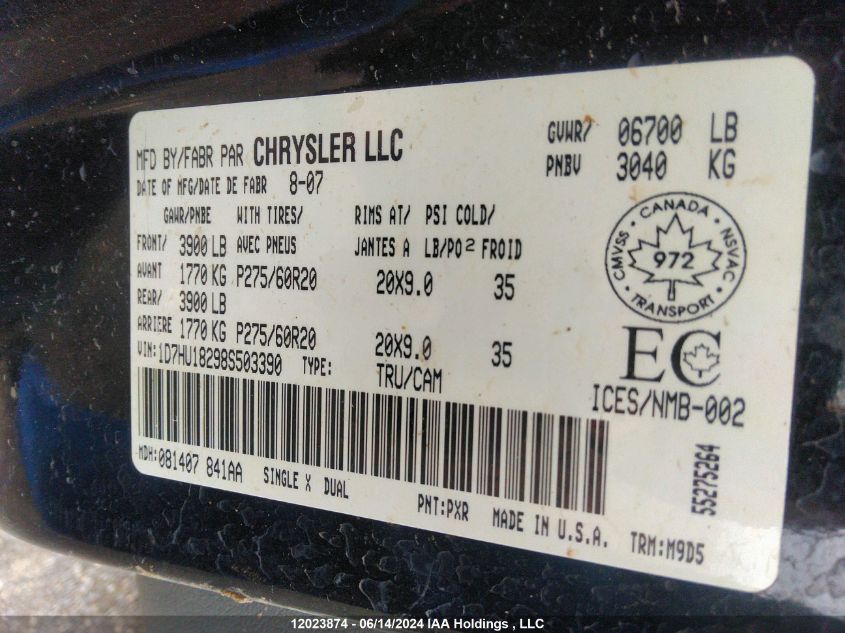 MFD BY/FABR PAR CHRYSLER LLC
DATE OF MFG/DATE DE FABR 8-07
GVWR/ 06700 LB
PNBV 3040 KG
GAWR/PNBE WITH TIRES/ RIMS AT/ PSI COLD/
FRONT/ 3900 LB AVEC PNEUS JANTES A LB/PO² FROID
AVANT 1770 KG P275/60R20 20X9.0 35
REAR/ 3900 LB
ARRIERE 1770 KG P275/60R20 20X9.0 35
VIN: 1D7HU18298S503390 TYPE: TRU/CAM
CANADA
CMVSS 972 NSVAC
TRANSPORT
EC
ICES/NMB-002
MDH: 081407 841AA SINGLE X DUAL
PNT: PXR MADE IN U.S.A. TRM: M9D5
55275264
12023874 - 06/14/2024 IAA Holdings , LLC